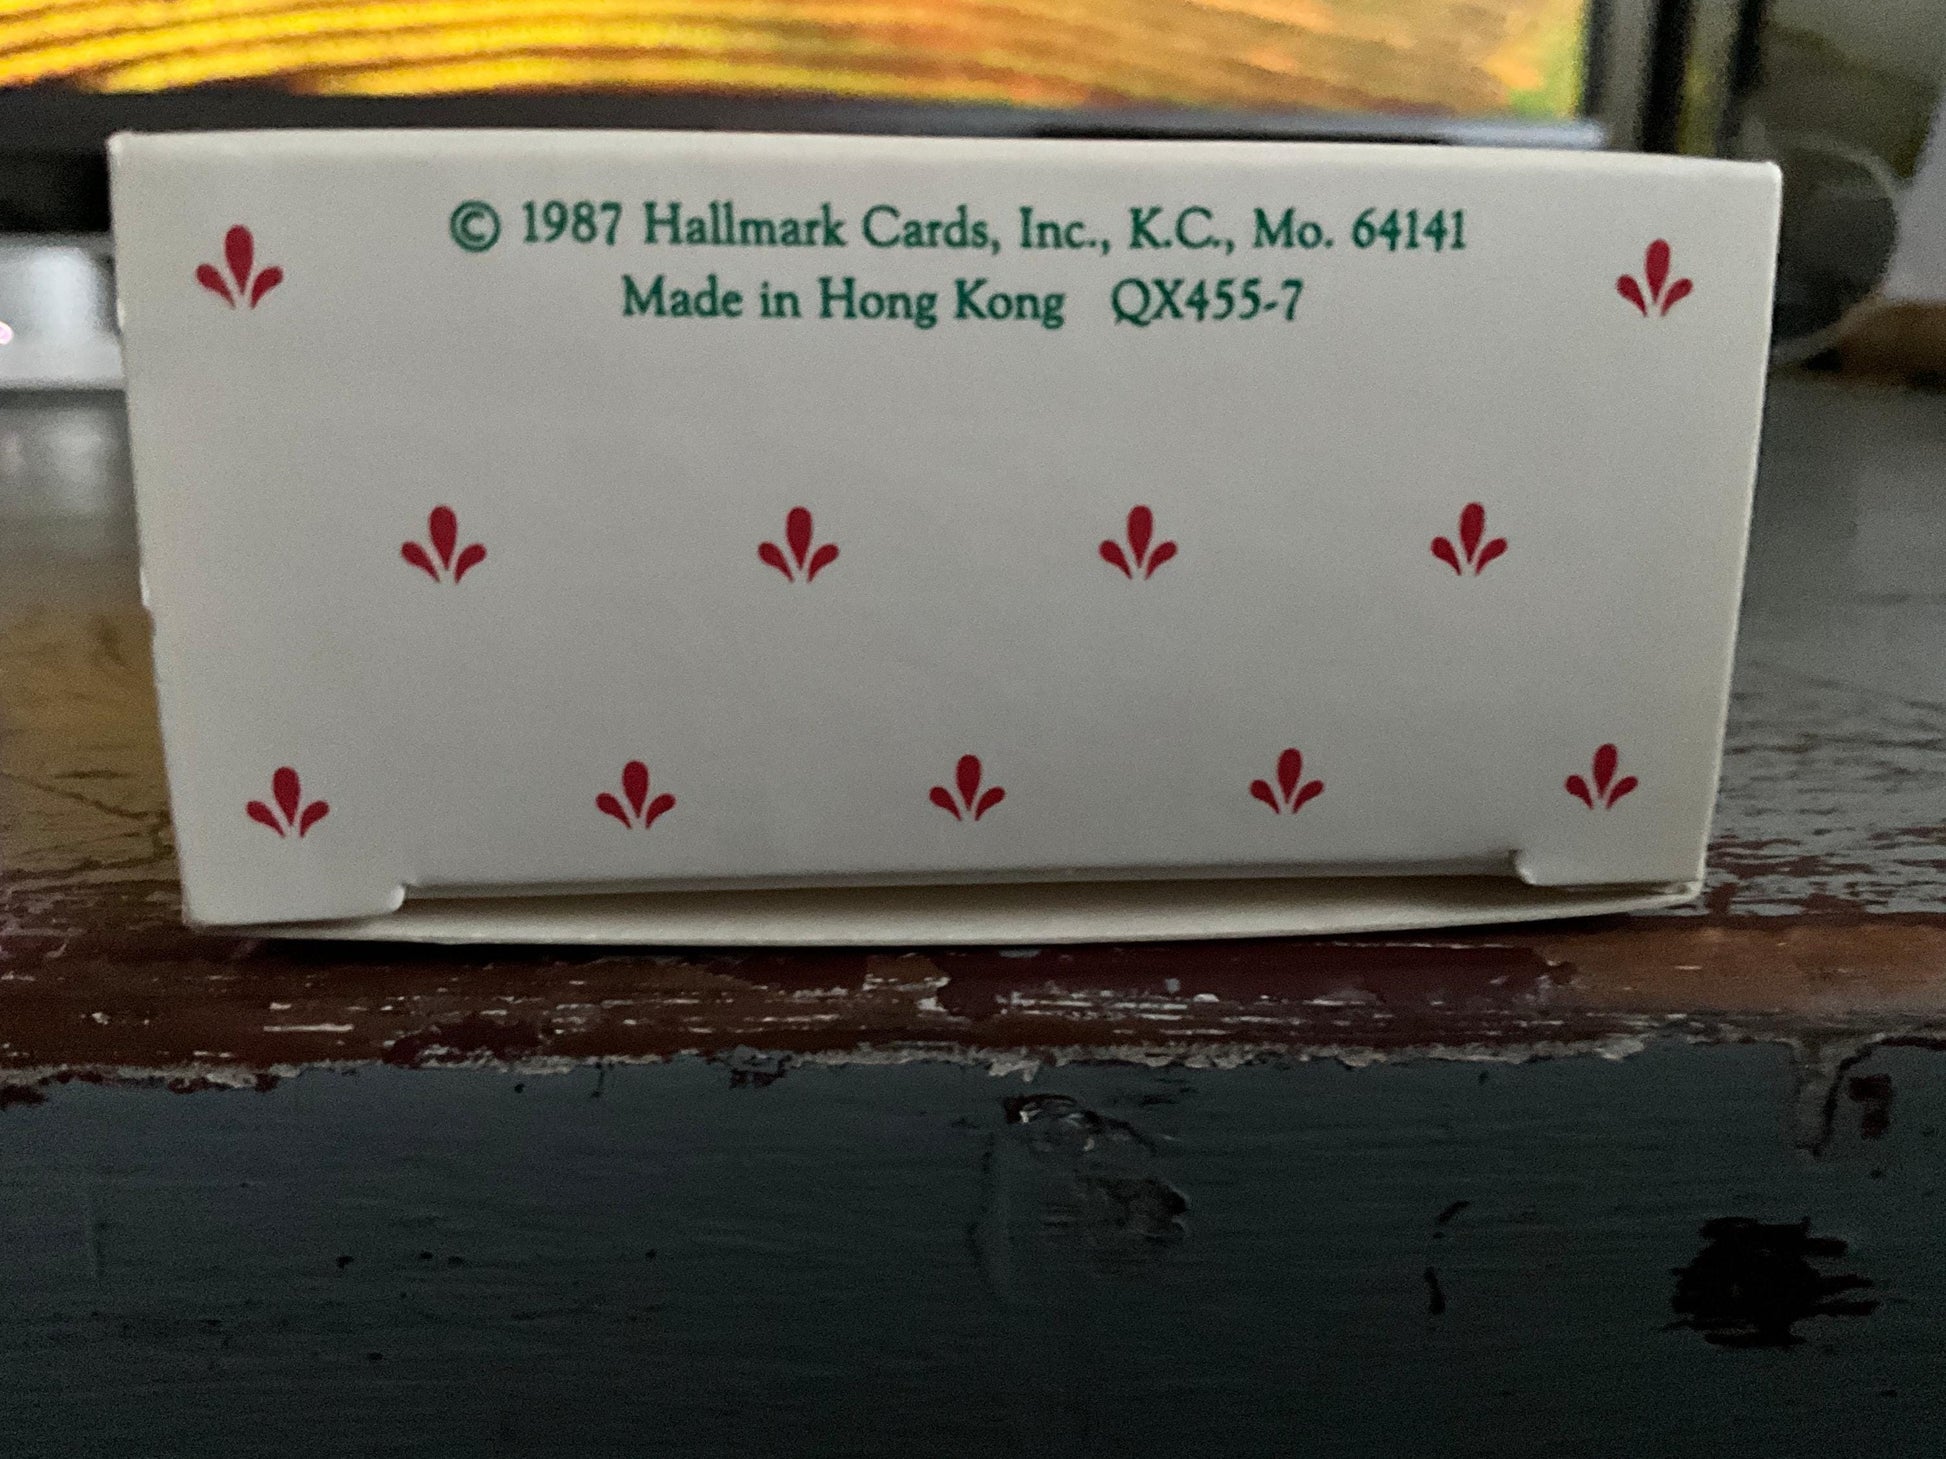 © 1987 Hallmark Cards, Inc., K.C., Mo. 64141
Made in Hong Kong QX455-7